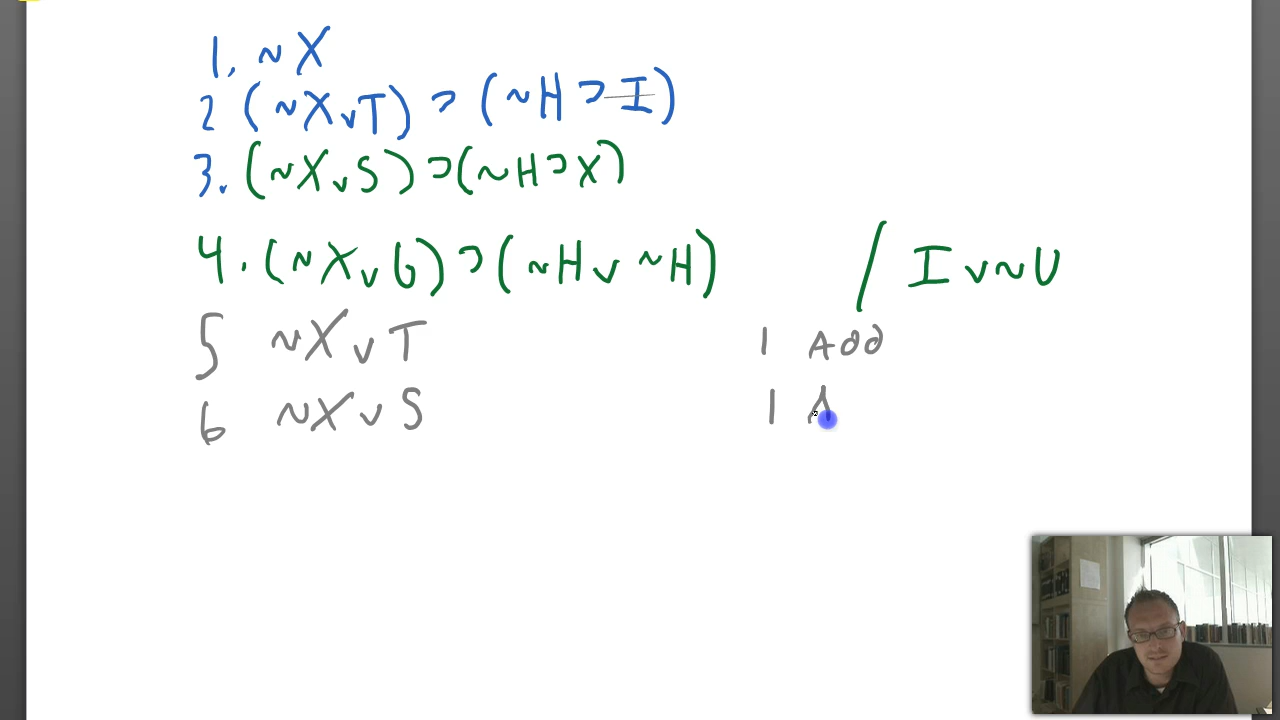 1. ~X
2 (~X v T) ⊃ (~H ⊃ I)
3. (~X v S) ⊃ (~H ⊃ X)
4. (~X v G) ⊃ (~H v ~H) / I v ~U
5 ~X v T 1 Add
6 ~X v S 1 A